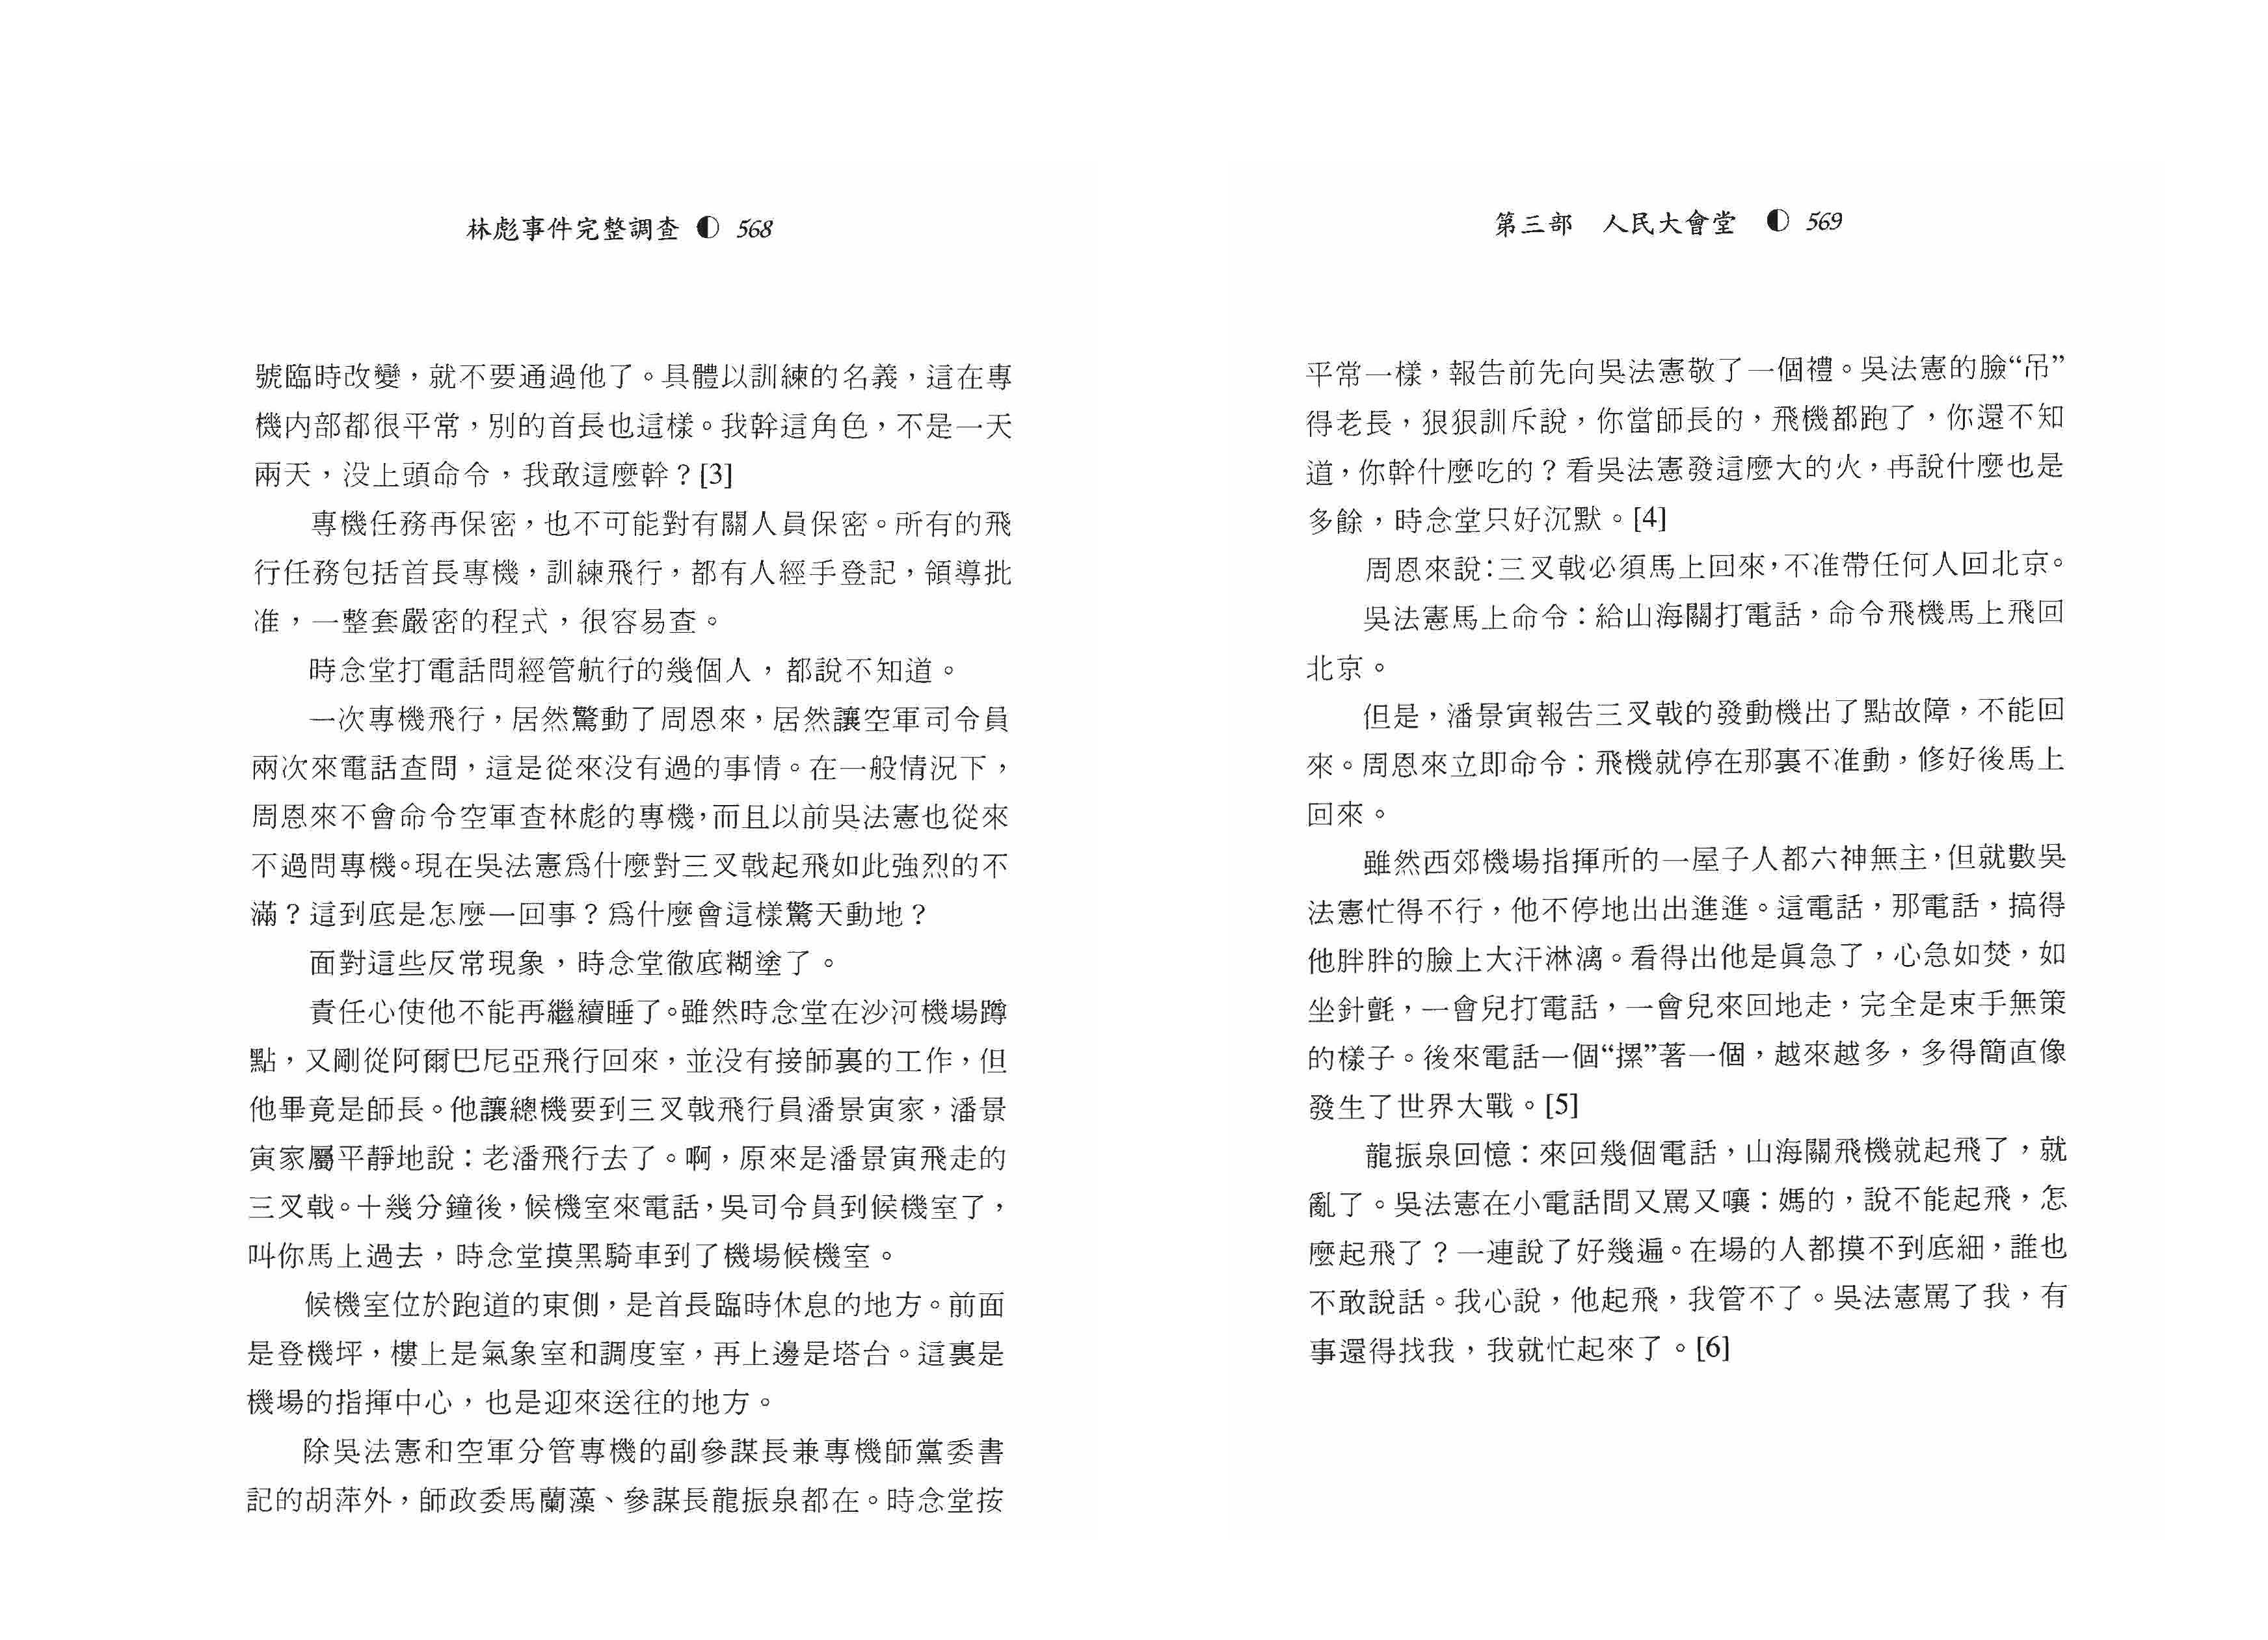 林彪事件完整調查 ◐ 568
號臨時改變，就不要通過他了。具體以訓練的名義，這在專
機内部都很平常，別的首長也這樣。我幹這角色，不是一天
兩天，没上頭命令，我敢這麼幹？[3]
專機任務再保密，也不可能對有關人員保密。所有的飛
行任務包括首長專機，訓練飛行，都有人經手登記，領導批
准，一整套嚴密的程式，很容易查。
時念堂打電話問經管航行的幾個人，都說不知道。
一次專機飛行，居然驚動了周恩來，居然讓空軍司令員
兩次來電話查問，這是從來没有過的事情。在一般情況下，
周恩來不會命令空軍查林彪的專機，而且以前吳法憲也從來
不過問專機。現在吳法憲爲什麼對三叉戟起飛如此強烈的不
滿？這到底是怎麼一回事？爲什麼會這樣驚天動地？
面對這些反常現象，時念堂徹底糊塗了。
責任心使他不能再繼續睡了。雖然時念堂在沙河機場蹲
點，又剛從阿爾巴尼亞飛行回來，並没有接師裏的工作，但
他畢竟是師長。他讓總機要到三叉戟飛行員潘景寅家，潘景
寅家屬平靜地說：老潘飛行去了。啊，原來是潘景寅飛走的
三叉戟。十幾分鐘後，候機室來電話，吳司令員到候機室了，
叫你馬上過去，時念堂摸黑騎車到了機場候機室。
候機室位於跑道的東側，是首長臨時休息的地方。前面
是登機坪，樓上是氣象室和調度室，再上邊是塔台。這裏是
機場的指揮中心，也是迎來送往的地方。
除吳法憲和空軍分管專機的副參謀長兼專機師黨委書
記的胡萍外，師政委馬蘭藻、參謀長龍振泉都在。時念堂按
第三部　人民大會堂 ◐ 569
平常一樣，報告前先向吳法憲敬了一個禮。吳法憲的臉“吊”
得老長，狠狠訓斥說，你當師長的，飛機都跑了，你還不知
道，你幹什麼吃的？看吳法憲發這麼大的火，再說什麼也是
多餘，時念堂只好沉默。[4]
周恩來說：三叉戟必須馬上回來，不准帶任何人回北京。
吳法憲馬上命令：給山海關打電話，命令飛機馬上飛回
北京。
但是，潘景寅報告三叉戟的發動機出了點故障，不能回
來。周恩來立即命令：飛機就停在那裏不准動，修好後馬上
回來。
雖然西郊機場指揮所的一屋子人都六神無主，但就數吳
法憲忙得不行，他不停地出出進進。這電話，那電話，搞得
他胖胖的臉上大汗淋漓。看得出他是眞急了，心急如焚，如
坐針氈，一會兒打電話，一會兒來回地走，完全是束手無策
的樣子。後來電話一個“摞”著一個，越來越多，多得簡直像
發生了世界大戰。[5]
龍振泉回憶：來回幾個電話，山海關飛機就起飛了，就
亂了。吳法憲在小電話間又罵又嚷：媽的，說不能起飛，怎
麼起飛了？一連說了好幾遍。在場的人都摸不到底細，誰也
不敢說話。我心說，他起飛，我管不了。吳法憲罵了我，有
事還得找我，我就忙起來了。[6]